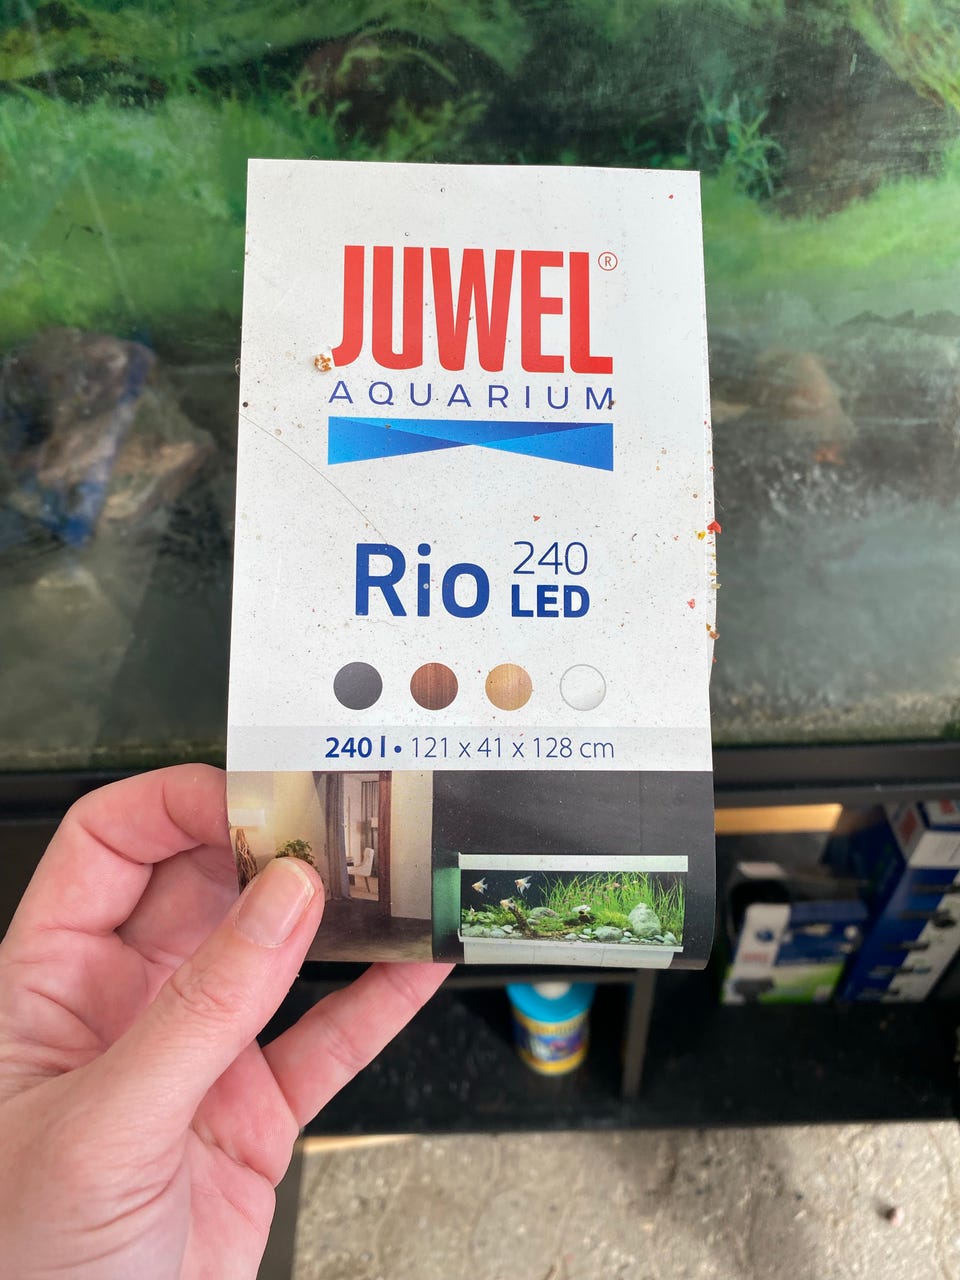 JUWEL®
AQUARIUM
Rio 240
LED
240 l • 121 x 41 x 128 cm